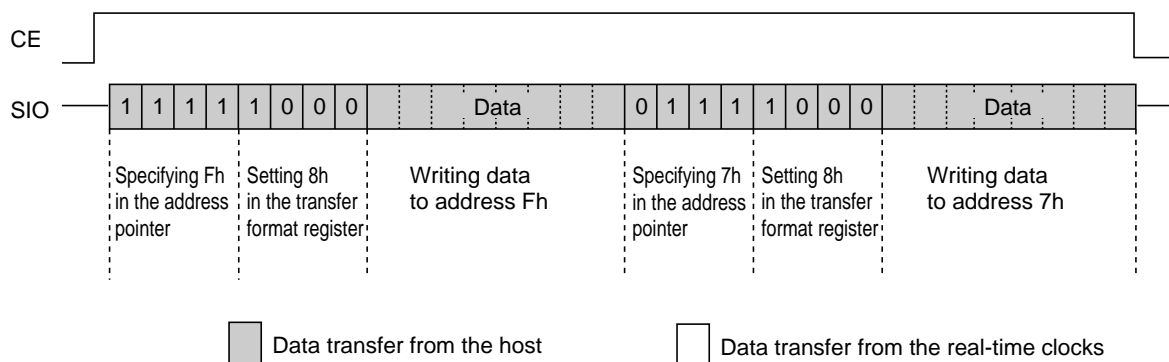 CE
SIO 1 1 1 1 1 0 0 0 Data 0 1 1 1 1 0 0 0 Data
Specifying Fh
in the address
pointer
Setting 8h
in the transfer
format register
Writing data
to address Fh
Specifying 7h
in the address
pointer
Setting 8h
in the transfer
format register
Writing data
to address 7h
Data transfer from the host
Data transfer from the real-time clocks